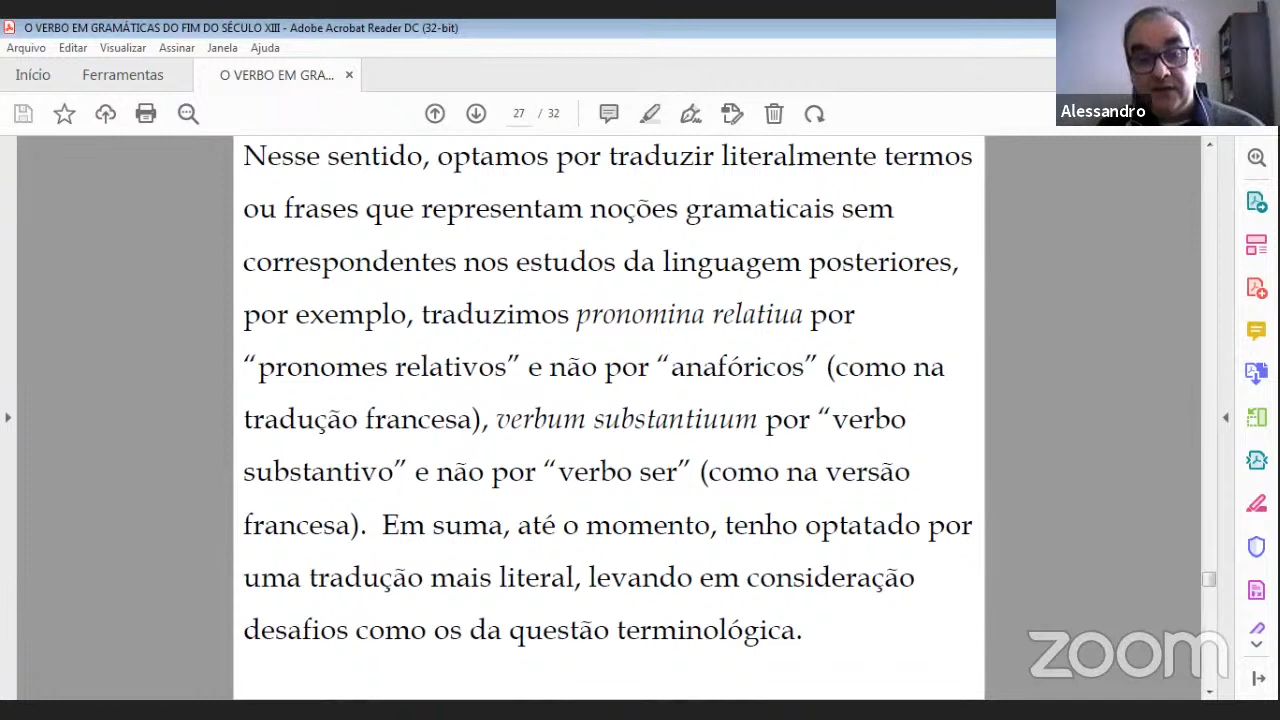 O VERBO EM GRAMÁTICAS DO FIM DO SÉCULO XIII - Adobe Acrobat Reader DC (32-bit)
Arquivo Editar Visualizar Assinar Janela Ajuda
Início Ferramentas O VERBO EM GRA... ×
27 / 32
Alessandro
Nesse sentido, optamos por traduzir literalmente termos
ou frases que representam noções gramaticais sem
correspondentes nos estudos da linguagem posteriores,
por exemplo, traduzimos pronomina relatiua por
“pronomes relativos” e não por “anafóricos” (como na
tradução francesa), verbum substantiuum por “verbo
substantivo” e não por “verbo ser” (como na versão
francesa). Em suma, até o momento, tenho optatado por
uma tradução mais literal, levando em consideração
desafios como os da questão terminológica.
zoom